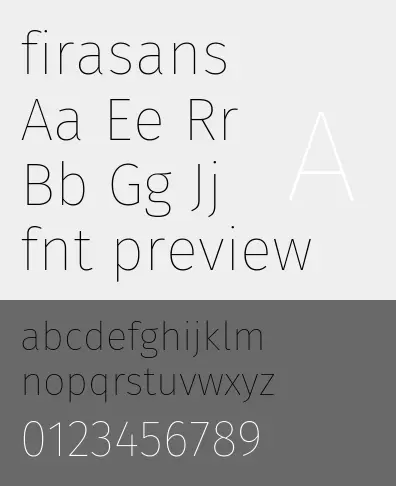 firasans
Aa Ee Rr
A
Bb Gg Jj
fnt preview
abcdefghijklm
nopqrstuvwxyz
0123456789